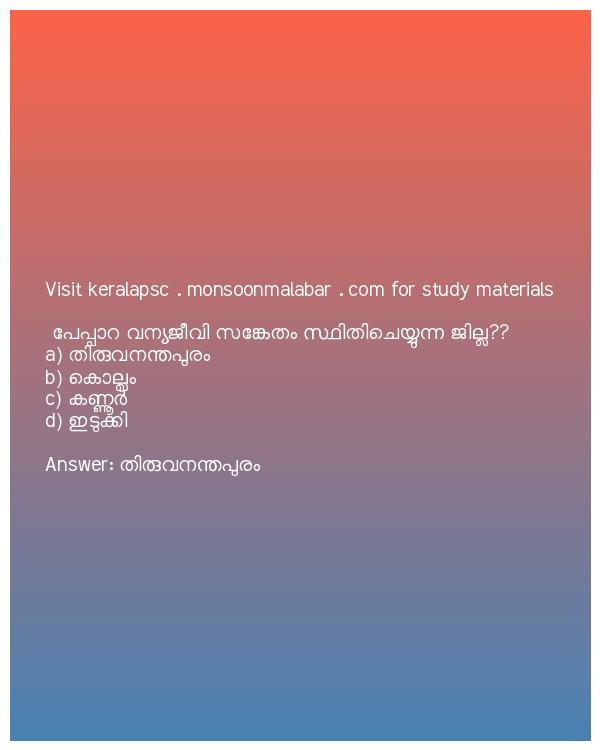 Visit keralapsc . monsoonmalabar . com for study materials
പേപ്പാറ വന്യജീവി സങ്കേതം സ്ഥിതിചെയ്യുന്ന ജില്ല??
a) തിരുവനന്തപുരം
b) കൊല്ലം
c) കണ്ണൂർ
d) ഇടുക്കി
Answer: തിരുവനന്തപുരം